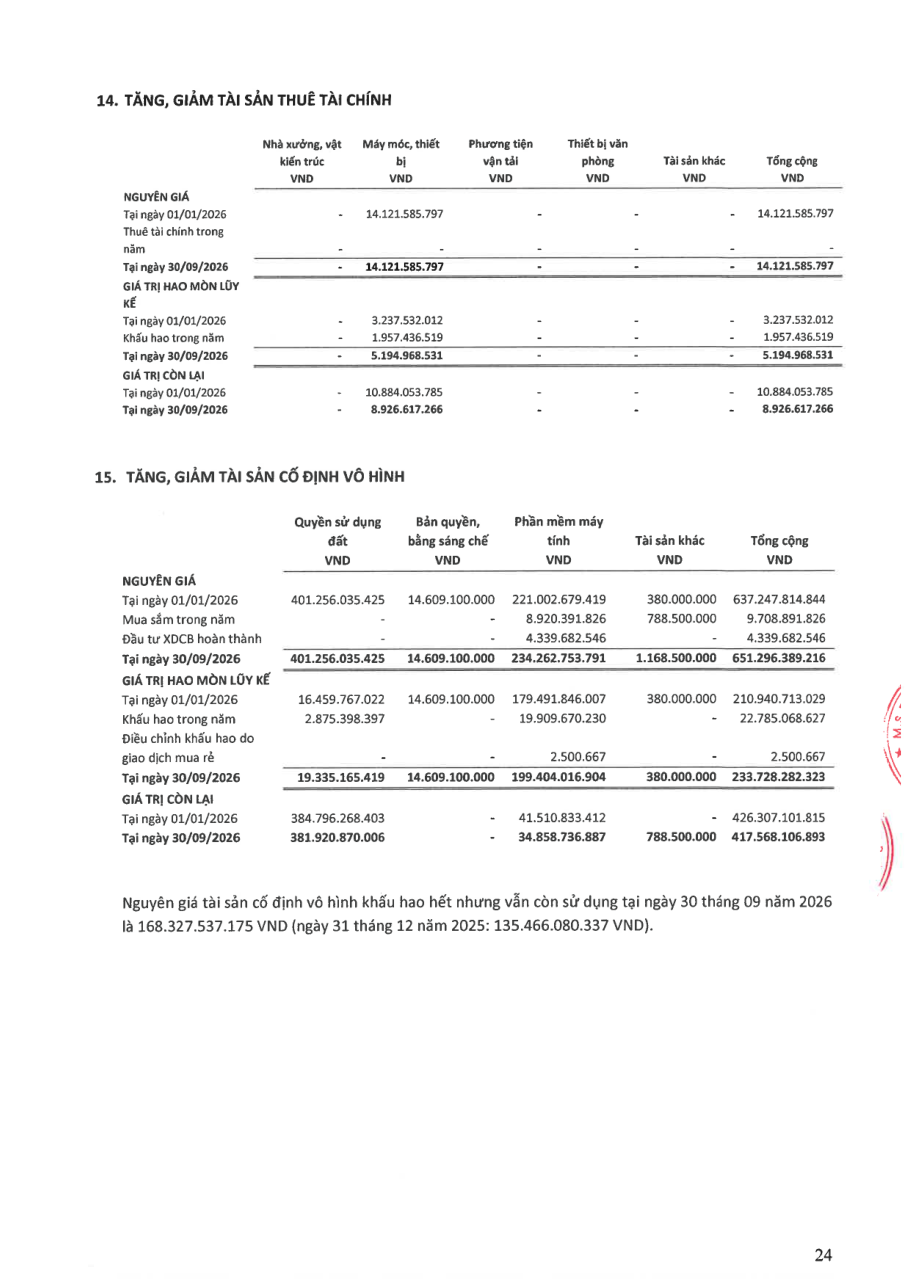 14. TĂNG, GIẢM TÀI SẢN THUÊ TÀI CHÍNH
Nhà xưởng, vật Máy móc, thiết Phương tiện Thiết bị văn
kiến trúc bị vận tải phòng Tài sản khác Tổng cộng
VND VND VND VND VND VND
NGUYÊN GIÁ
Tại ngày 01/01/2026 - 14.121.585.797 - - - 14.121.585.797
Thuê tài chính trong
năm - - - - - -
Tại ngày 30/09/2026 - 14.121.585.797 - - - 14.121.585.797
GIÁ TRỊ HAO MÒN LŨY
KẾ
Tại ngày 01/01/2026 - 3.237.532.012 - - - 3.237.532.012
Khấu hao trong năm - 1.957.436.519 - - - 1.957.436.519
Tại ngày 30/09/2026 - 5.194.968.531 - - - 5.194.968.531
GIÁ TRỊ CÒN LẠI
Tại ngày 01/01/2026 - 10.884.053.785 - - - 10.884.053.785
Tại ngày 30/09/2026 - 8.926.617.266 - - - 8.926.617.266
15. TĂNG, GIẢM TÀI SẢN CỐ ĐỊNH VÔ HÌNH
Quyền sử dụng Bản quyền, Phần mềm máy
đất bằng sáng chế tính Tài sản khác Tổng cộng
VND VND VND VND VND
NGUYÊN GIÁ
Tại ngày 01/01/2026 401.256.035.425 14.609.100.000 221.002.679.419 380.000.000 637.247.814.844
Mua sắm trong năm - - 8.920.391.826 788.500.000 9.708.891.826
Đầu tư XDCB hoàn thành - - 4.339.682.546 - 4.339.682.546
Tại ngày 30/09/2026 401.256.035.425 14.609.100.000 234.262.753.791 1.168.500.000 651.296.389.216
GIÁ TRỊ HAO MÒN LŨY KẾ
Tại ngày 01/01/2026 16.459.767.022 14.609.100.000 179.491.846.007 380.000.000 210.940.713.029
Khấu hao trong năm 2.875.398.397 - 19.909.670.230 - 22.785.068.627
Điều chỉnh khấu hao do
giao dịch mua rẻ - - 2.500.667 - 2.500.667
Tại ngày 30/09/2026 19.335.165.419 14.609.100.000 199.404.016.904 380.000.000 233.728.282.323
GIÁ TRỊ CÒN LẠI
Tại ngày 01/01/2026 384.796.268.403 - 41.510.833.412 - 426.307.101.815
Tại ngày 30/09/2026 381.920.870.006 - 34.858.736.887 788.500.000 417.568.106.893
Nguyên giá tài sản cố định vô hình khấu hao hết nhưng vẫn còn sử dụng tại ngày 30 tháng 09 năm 2026
là 168.327.537.175 VND (ngày 31 tháng 12 năm 2025: 135.466.080.337 VND).
24